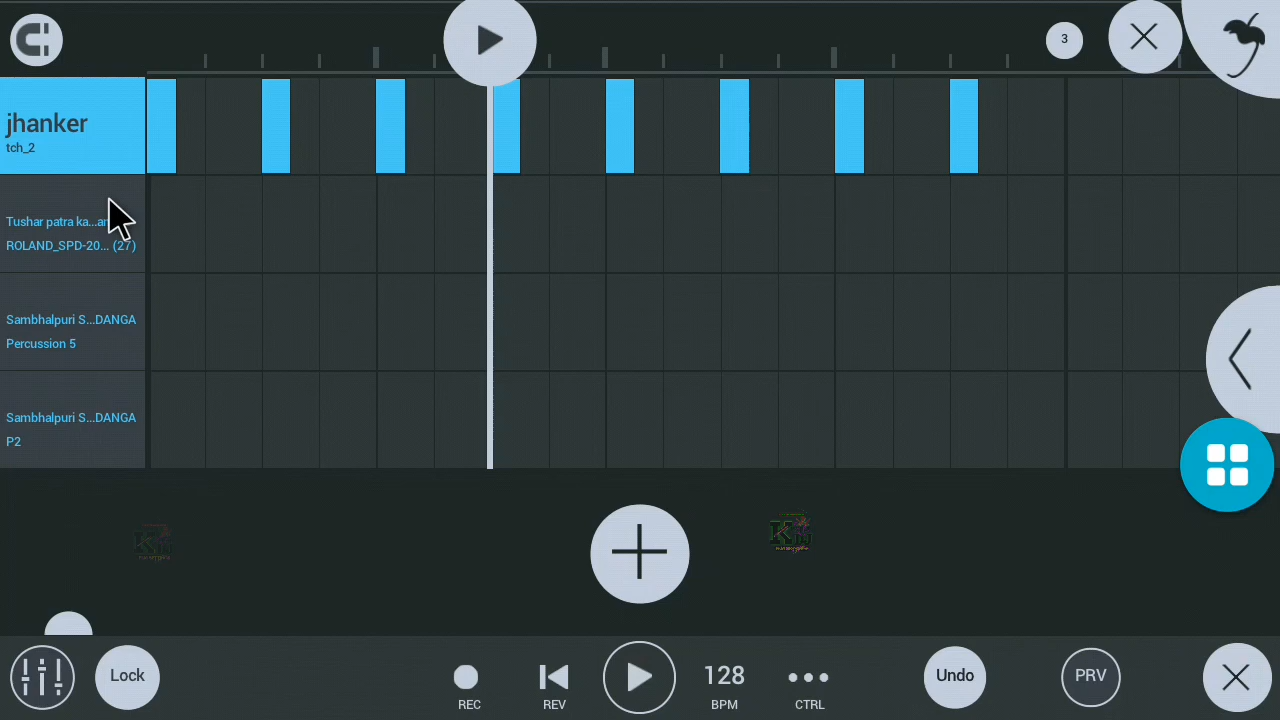 3
jhanker
tch_2
Tushar patra ka...an
ROLAND_SPD-20... (27)
Sambhalpuri S...DANGA
Percussion 5
Sambhalpuri S...DANGA
P2
Lock
REC
REV
128
BPM
CTRL
Undo
PRV